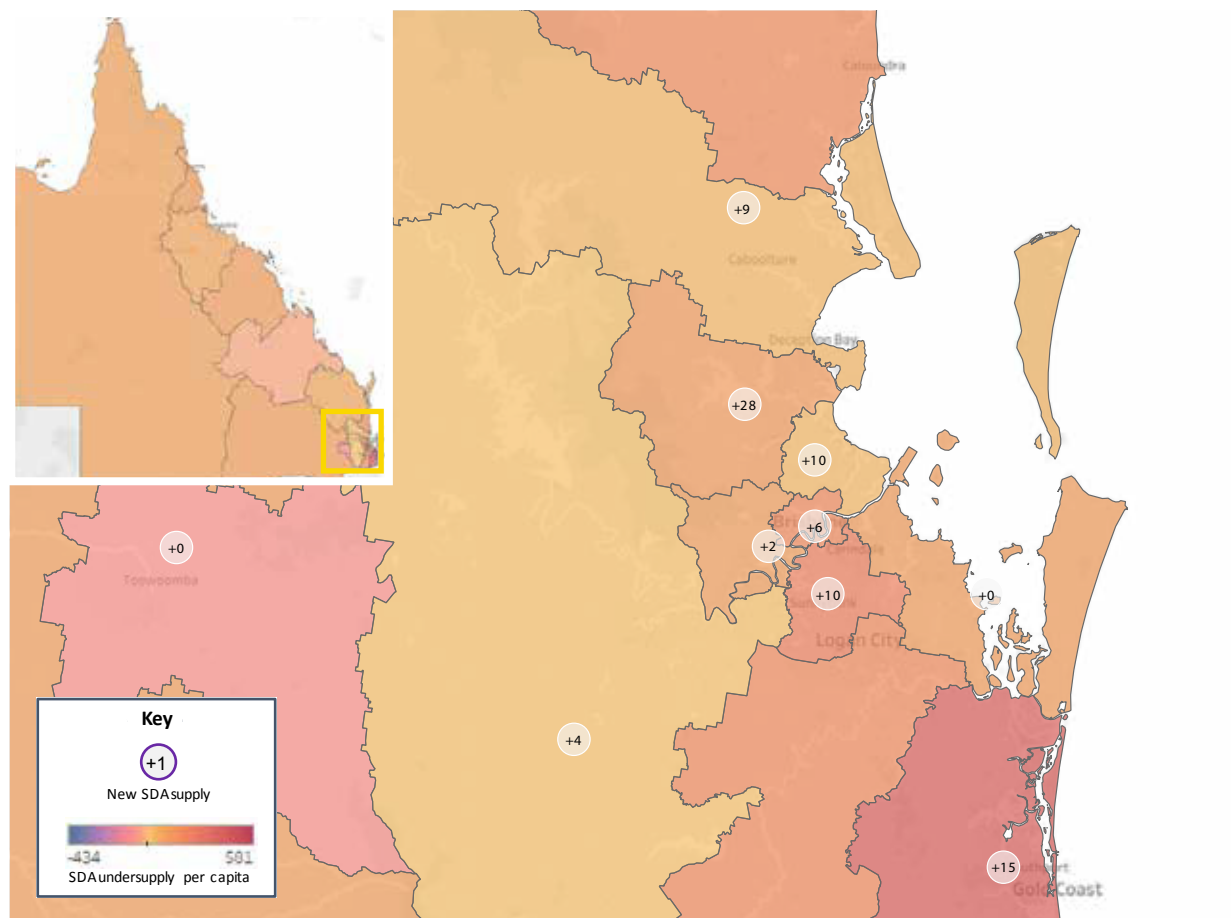 Caloundra
+9
Caboolture
Deception Bay
+28
+10
+6
+2
Carindale
+0
Toowoomba
+10
+0
Logan City
+4
+15
Gold Coast
Key
+1
New SDA supply
-434
581
SDA undersupply per capita